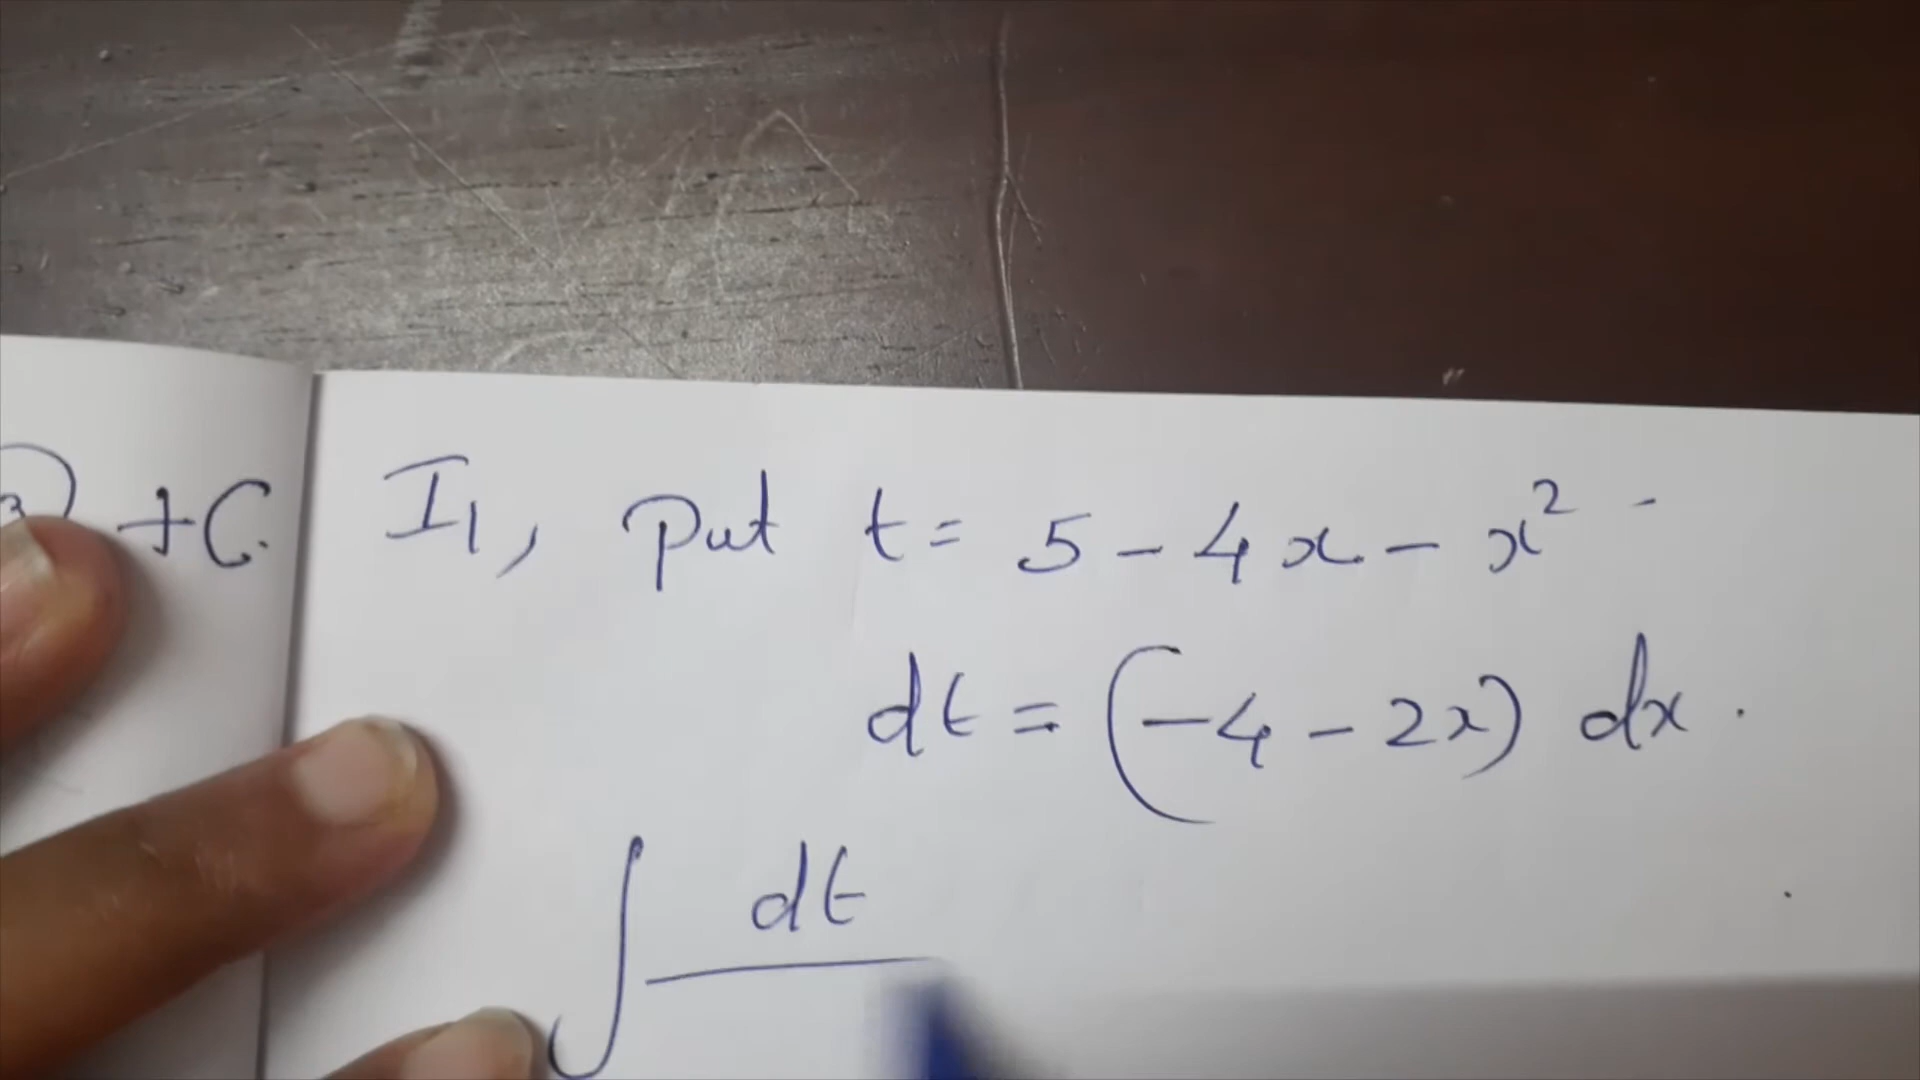 +C. I₁, put t = 5 - 4x - x² -
dt = (-4 - 2x) dx .
∫ dt